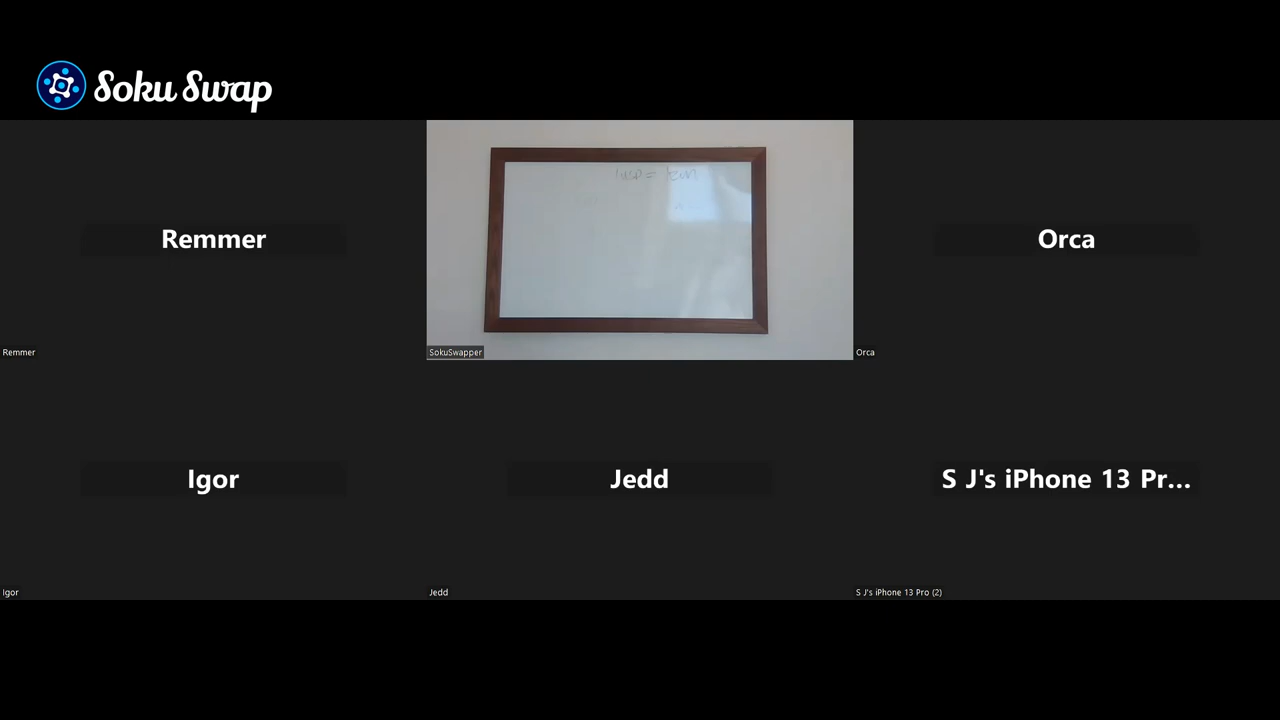 Soku Swap
Remmer
Remmer
SokuSwapper
Orca
Orca
Igor
Igor
Jedd
Jedd
S J's iPhone 13 Pr...
S J's iPhone 13 Pro (2)